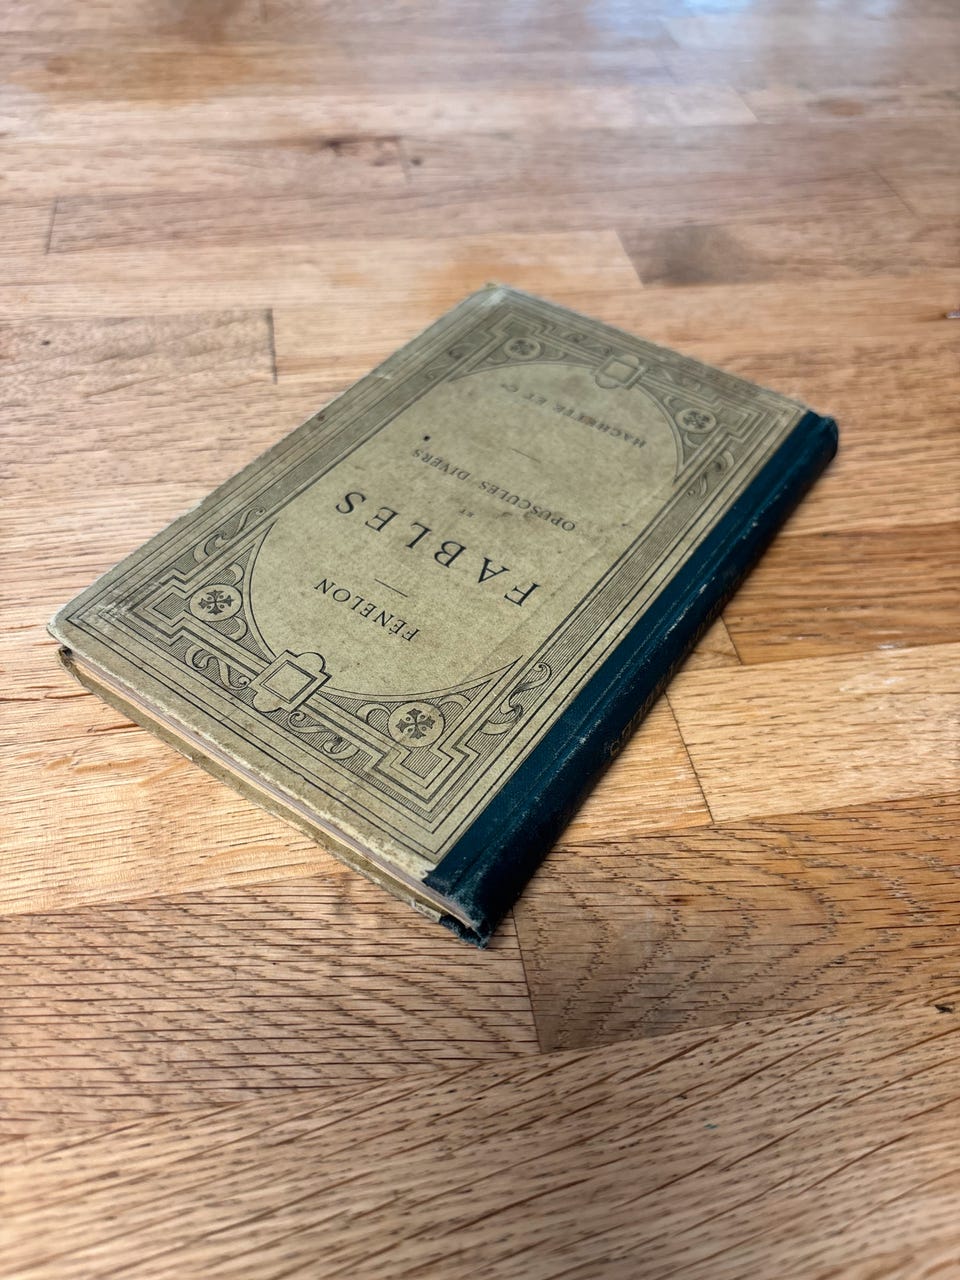 FÉNELON
FABLES
ET
OPUSCULES DIVERS
HACHETTE ET Cie